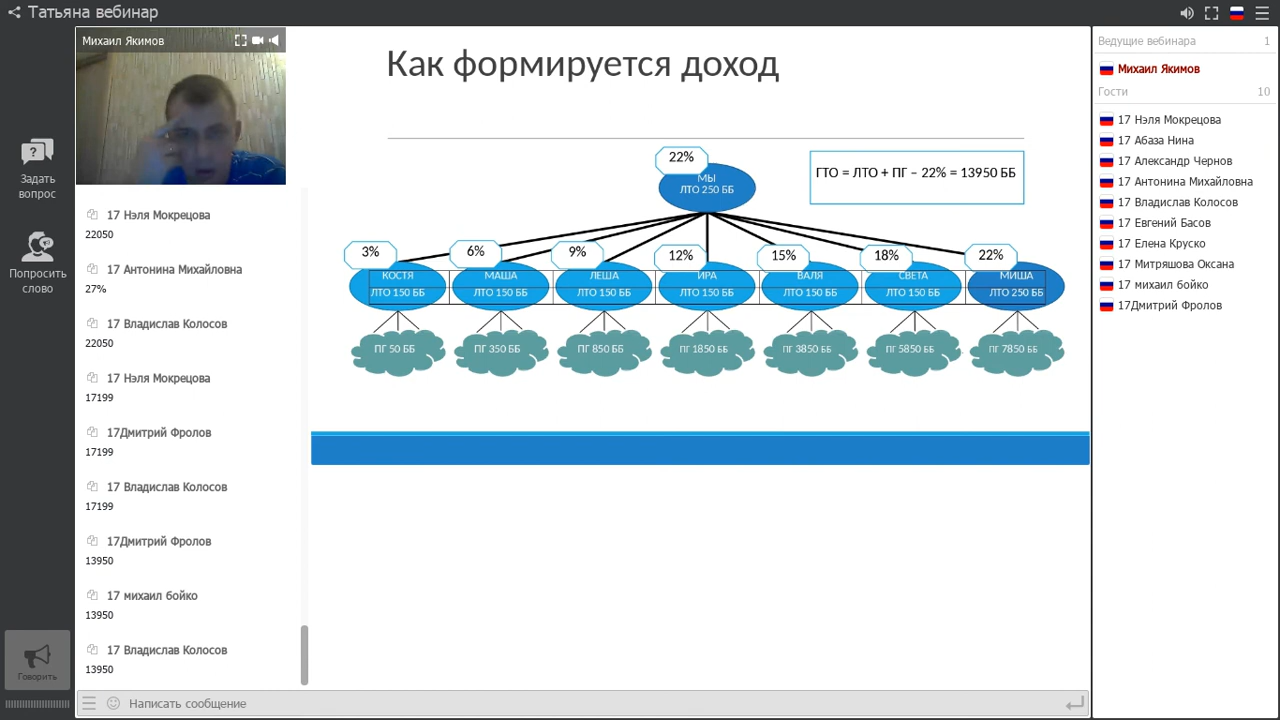 Татьяна вебинар
Михаил Якимов
Задать
вопрос
Попросить
слово
Говорить
17 Нэля Мокрецова
22050
17 Антонина Михайловна
27%
17 Владислав Колосов
22050
17 Нэля Мокрецова
17199
17Дмитрий Фролов
17199
17 Владислав Колосов
17199
17Дмитрий Фролов
13950
17 михаил бойко
13950
17 Владислав Колосов
13950
Написать сообщение
Как формируется доход
22%
МЫ
ЛТО 250 ББ
ГТО = ЛТО + ПГ – 22% = 13950 ББ
3% 6% 9% 12% 15% 18% 22%
КОСТЯ МАША ЛЕША ИРА ВАЛЯ СВЕТА МИША
ЛТО 150 ББ ЛТО 150 ББ ЛТО 150 ББ ЛТО 150 ББ ЛТО 150 ББ ЛТО 150 ББ ЛТО 250 ББ
ПГ 50 ББ ПГ 350 ББ ПГ 850 ББ ПГ 1850 ББ ПГ 3850 ББ ПГ 5850 ББ ПГ 7850 ББ
Ведущие вебинара 1
Михаил Якимов
Гости 10
17 Нэля Мокрецова
17 Абаза Нина
17 Александр Чернов
17 Антонина Михайловна
17 Владислав Колосов
17 Евгений Басов
17 Елена Круско
17 Митряшова Оксана
17 михаил бойко
17Дмитрий Фролов